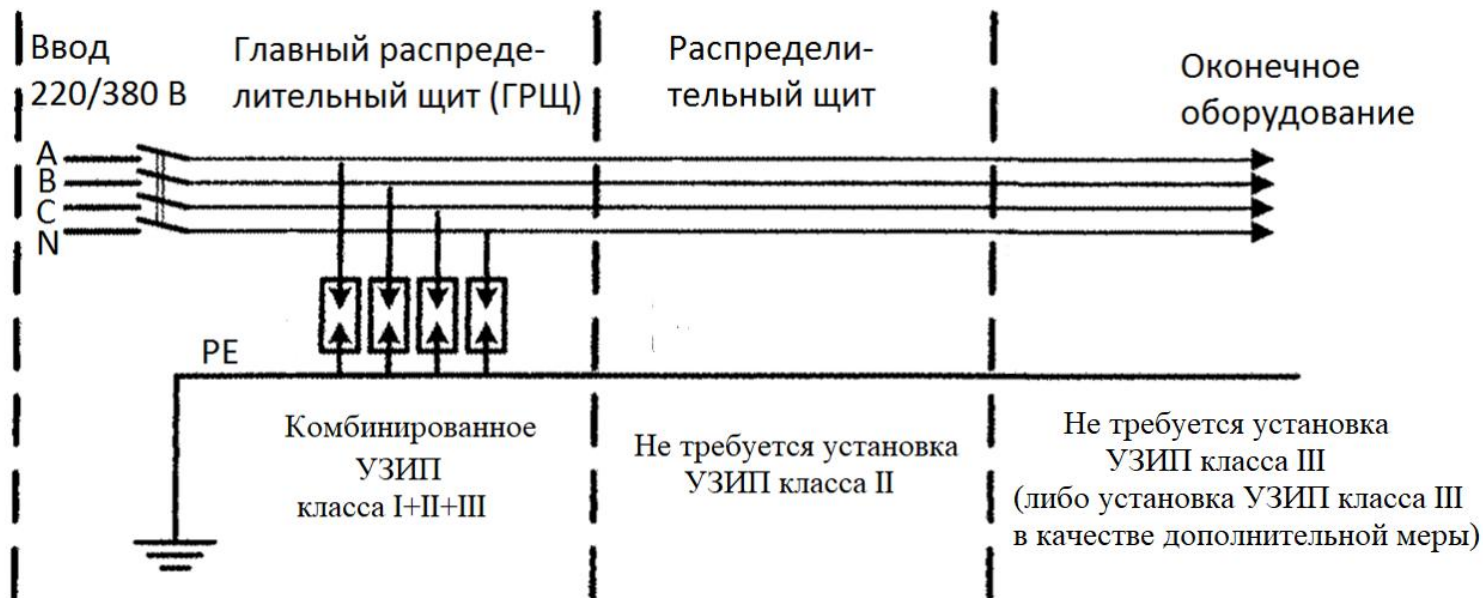 Ввод
220/380 В
Главный распреде-
лительный щит (ГРЩ)
Распредели-
тельный щит
Оконечное
оборудование
A
B
C
N
PE
Комбинированное
УЗИП
класса I+II+III
Не требуется установка
УЗИП класса II
Не требуется установка
УЗИП класса III
(либо установка УЗИП класса III
в качестве дополнительной меры)